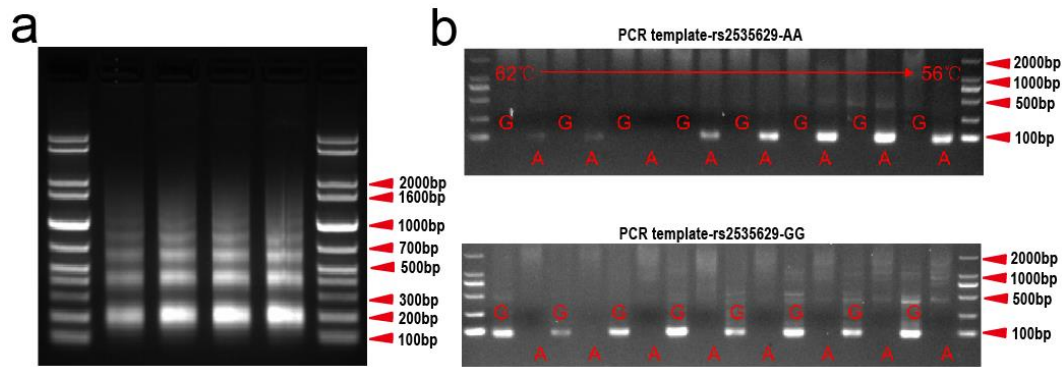 a
2000bp
1600bp
1000bp
700bp
500bp
300bp
200bp
100bp
b
PCR template-rs2535629-AA
62℃ 56℃
G G G G G G G G
A A A A A A A A
2000bp
1000bp
500bp
100bp
PCR template-rs2535629-GG
G G G G G G G G
A A A A A A A A
2000bp
1000bp
500bp
100bp